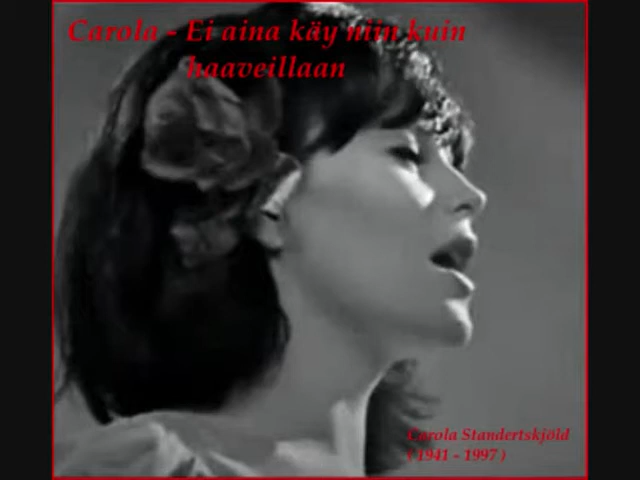 Carola - Ei aina käy niin kuin
haaveillaan
Carola Standertskjöld
( 1941 - 1997 )